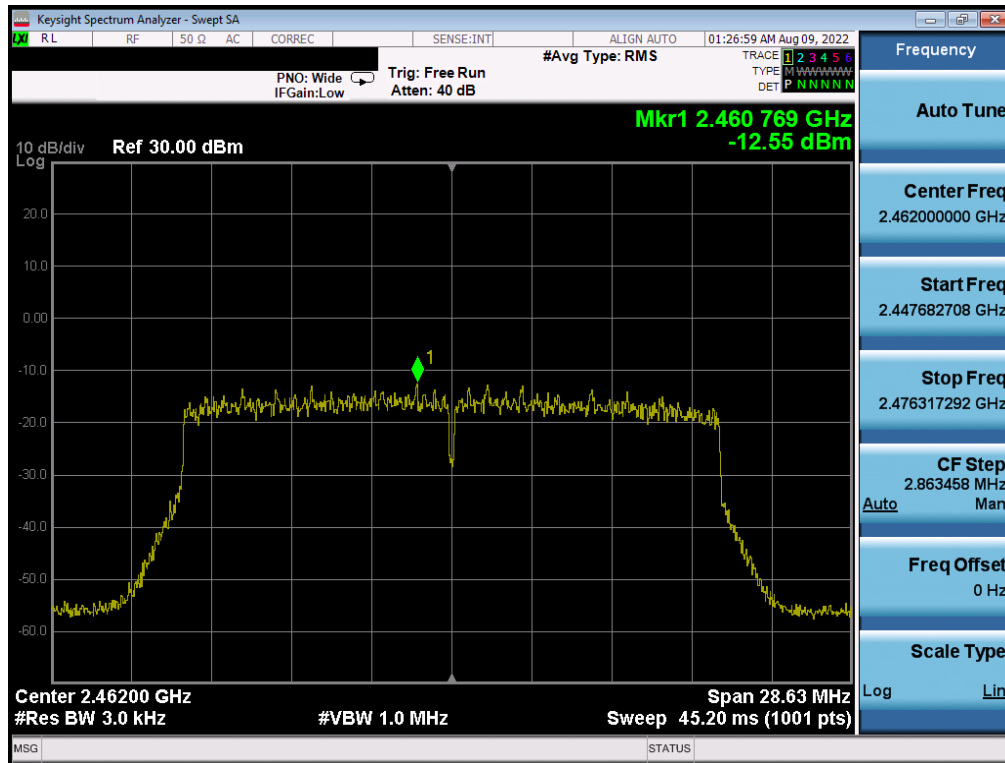 Keysight Spectrum Analyzer - Swept SA
LXI RL RF 50 Ω AC CORREC SENSE:INT ALIGN AUTO 01:26:59 AM Aug 09, 2022
#Avg Type: RMS
PNO: Wide
IFGain:Low
Trig: Free Run
Atten: 40 dB
TRACE 1 2 3 4 5 6
TYPE M W W W W W
DET P N N N N N
Mkr1 2.460 769 GHz
-12.55 dBm
10 dB/div Ref 30.00 dBm
Log
20.0
10.0
0.00
-10.0
-20.0
-30.0
-40.0
-50.0
-60.0
1
Center 2.46200 GHz Span 28.63 MHz
#Res BW 3.0 kHz #VBW 1.0 MHz Sweep 45.20 ms (1001 pts)
MSG STATUS
Frequency
Auto Tune
Center Freq
2.462000000 GHz
Start Freq
2.447682708 GHz
Stop Freq
2.476317292 GHz
CF Step
2.863458 MHz
Auto Man
Freq Offset
0 Hz
Scale Type
Log Lin